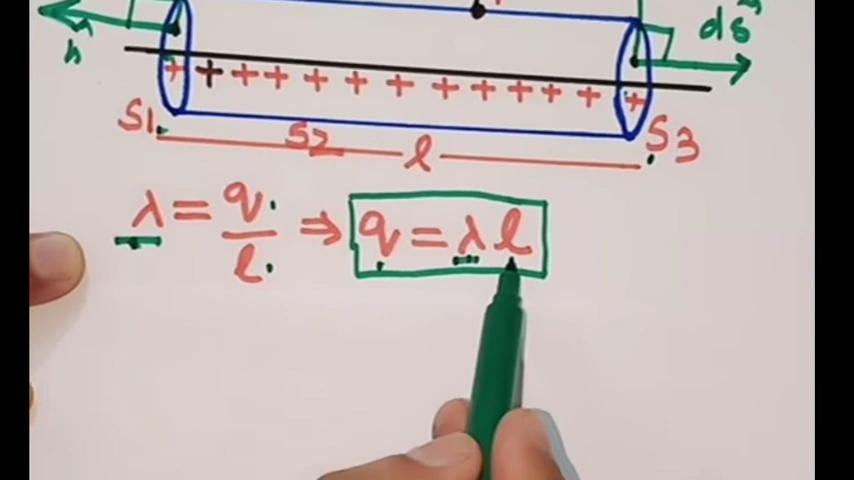 n̂ ds⃗
+ + + + + + + + + + + +
S1 S2 l S3
λ = q/l ⇒ q = λl